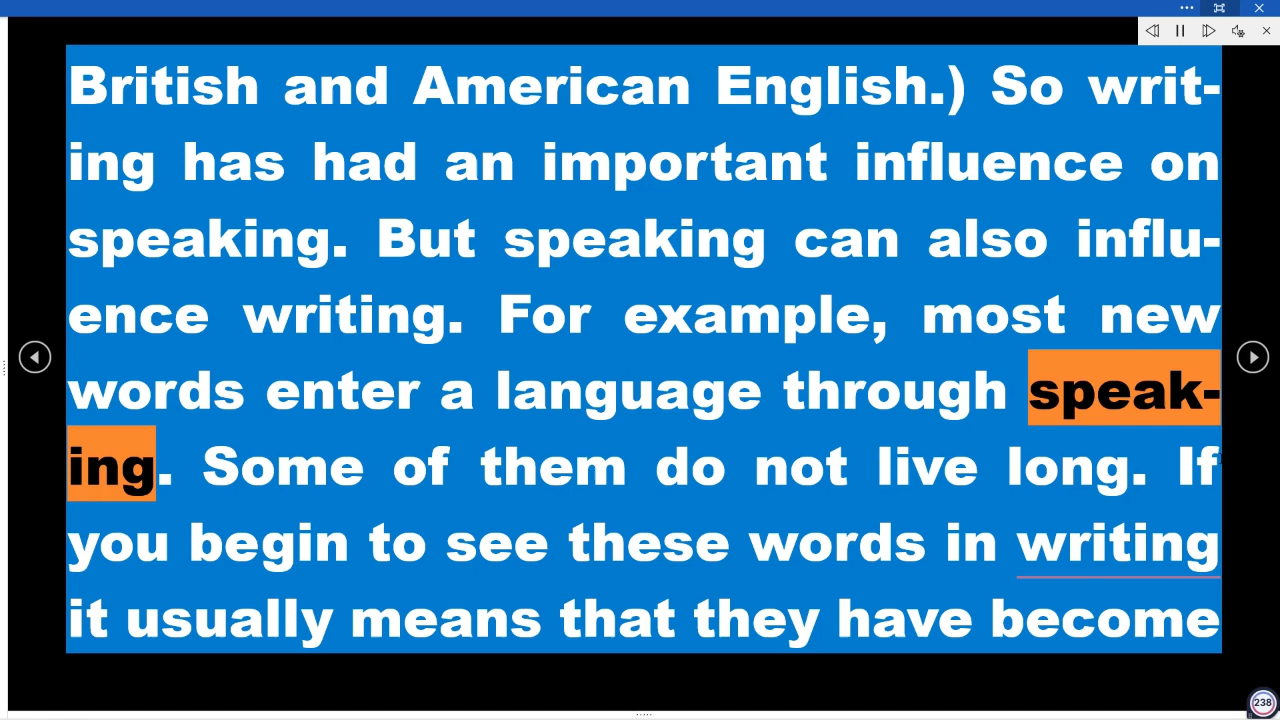 British and American English.) So writ-
ing has had an important influence on
speaking. But speaking can also influ-
ence writing. For example, most new
words enter a language through speak-
ing. Some of them do not live long. If
you begin to see these words in writing
it usually means that they have become
238